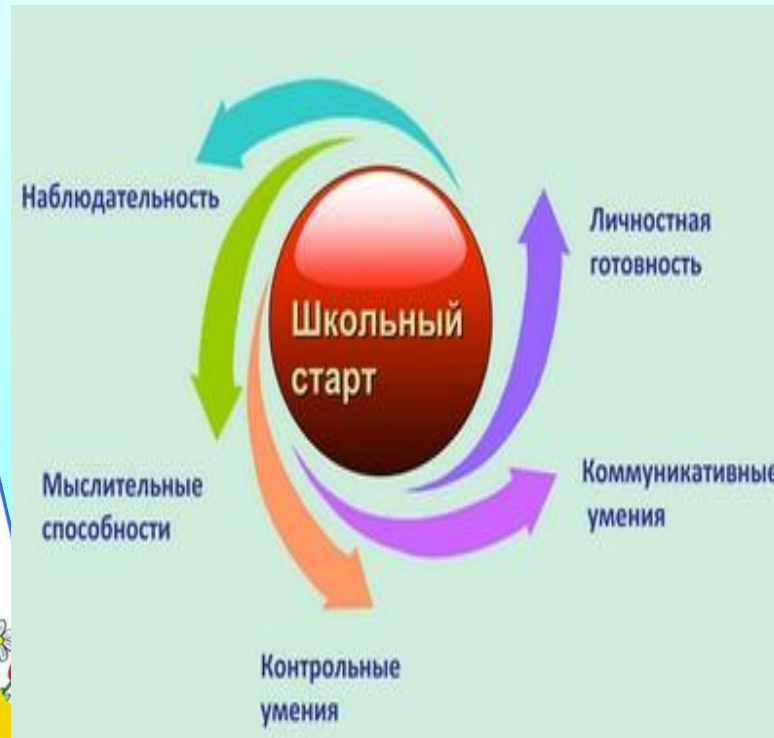 Наблюдательность
Личностная
готовность
Школьный
старт
Мыслительные
способности
Коммуникативные
умения
Контрольные
умения